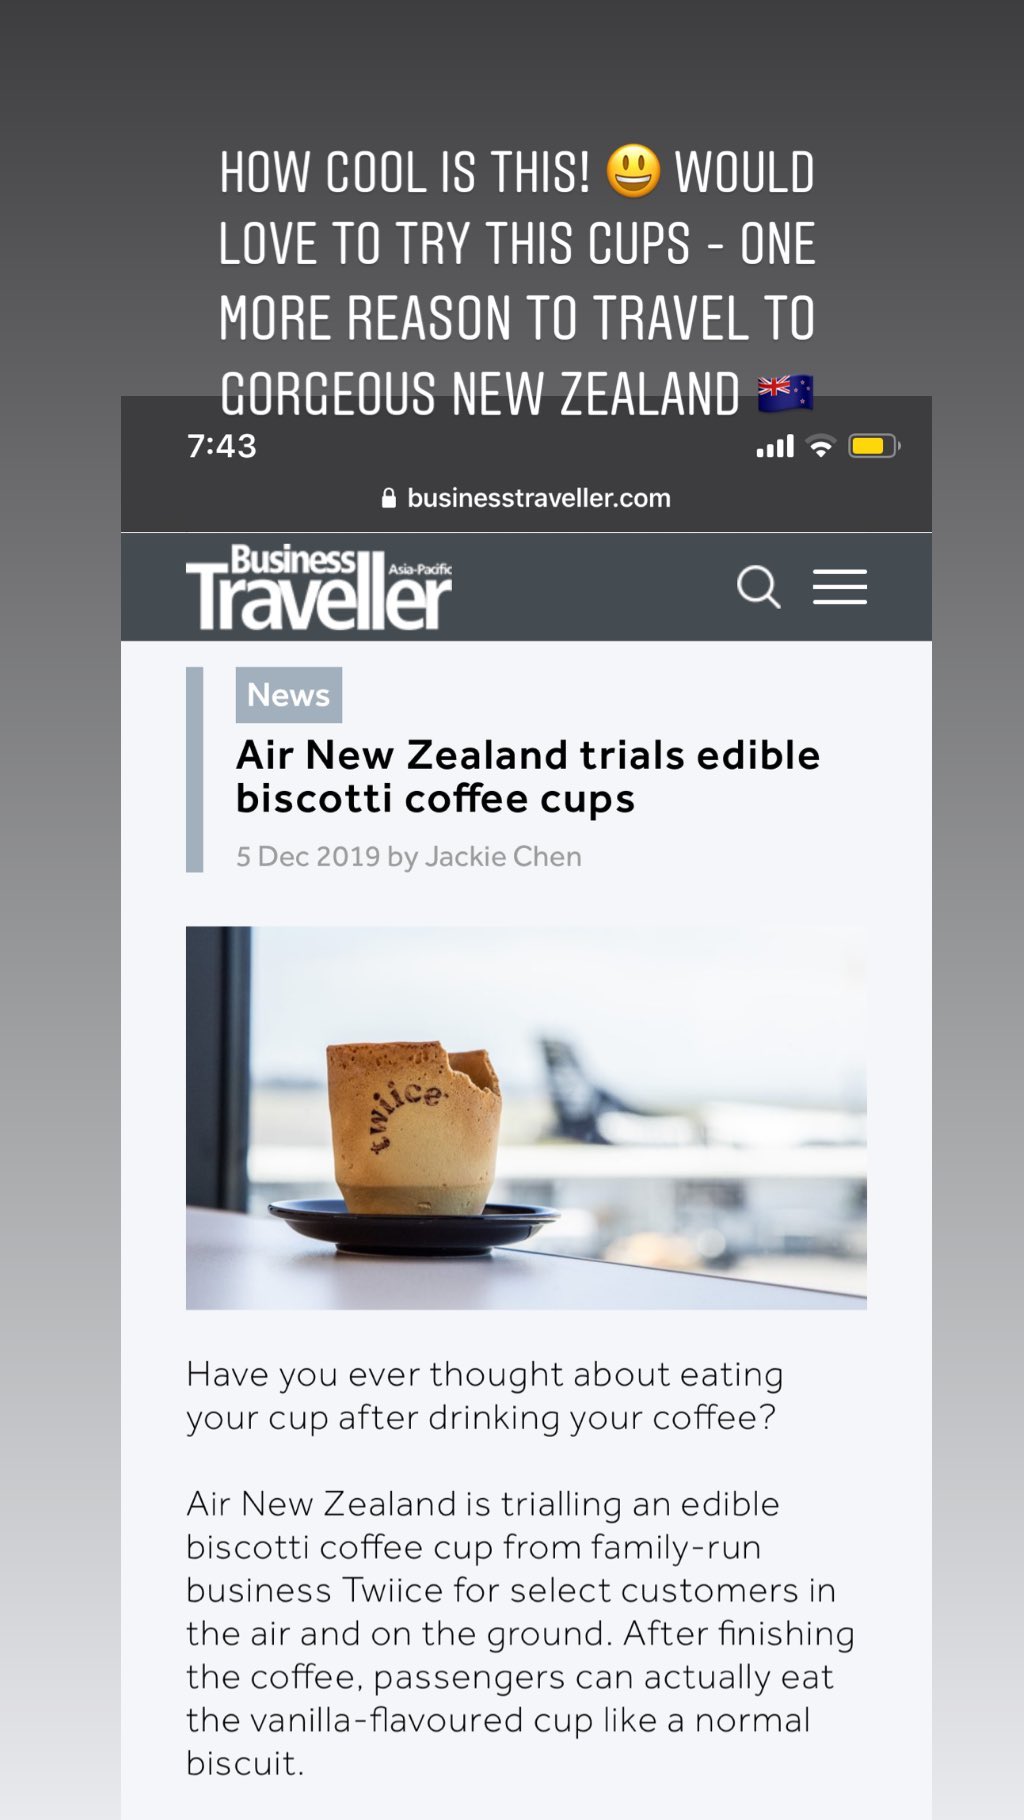 HOW COOL IS THIS! 😃 WOULD
LOVE TO TRY THIS CUPS - ONE
MORE REASON TO TRAVEL TO
GORGEOUS NEW ZEALAND 🇳🇿
7:43
businesstraveller.com
Business
Traveller Asia-Pacific
News
Air New Zealand trials edible
biscotti coffee cups
5 Dec 2019 by Jackie Chen
twiice
Have you ever thought about eating
your cup after drinking your coffee?
Air New Zealand is trialling an edible
biscotti coffee cup from family-run
business Twiice for select customers in
the air and on the ground. After finishing
the coffee, passengers can actually eat
the vanilla-flavoured cup like a normal
biscuit.